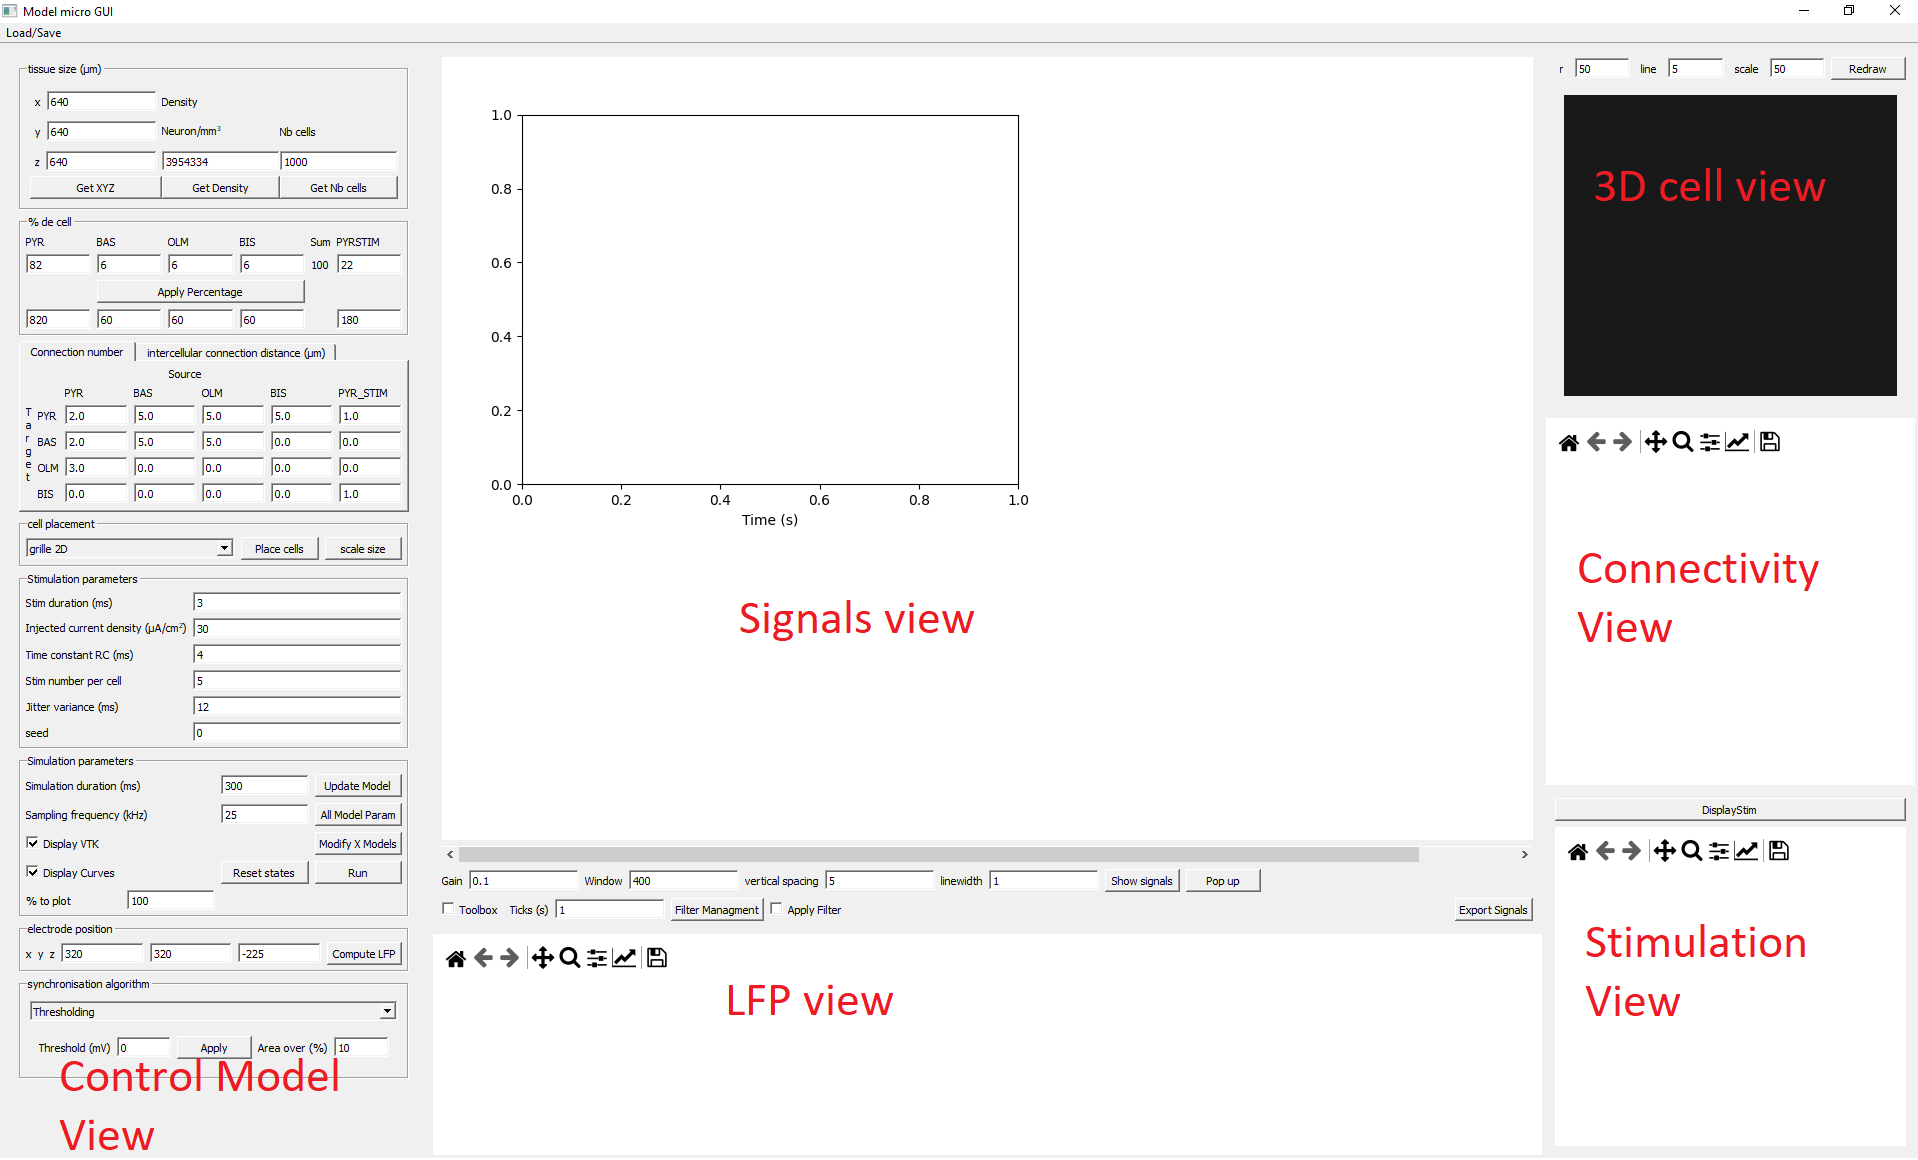 Model micro GUI
Load/Save
tissue size (µm)
x 640 Density
y 640 Neuron/mm³ Nb cells
z 640 3954334 1000
Get XYZ Get Density Get Nb cells
% de cell
PYR BAS OLM BIS Sum PYRSTIM
82 6 6 6 100 22
Apply Percentage
820 60 60 60 180
Connection number intercellular connection distance (µm)
Source
PYR BAS OLM BIS PYR_STIM
Target
PYR 2.0 5.0 5.0 5.0 1.0
BAS 2.0 5.0 5.0 0.0 0.0
OLM 3.0 0.0 0.0 0.0 0.0
BIS 0.0 0.0 0.0 0.0 1.0
cell placement
grille 2D Place cells scale size
Stimulation parameters
Stim duration (ms) 3
Injected current density (µA/cm²) 30
Time constant RC (ms) 4
Stim number per cell 5
Jitter variance (ms) 12
seed 0
Simulation parameters
Simulation duration (ms) 300 Update Model
Sampling frequency (kHz) 25 All Model Param
Display VTK Modify X Models
Display Curves Reset states Run
% to plot 100
electrode position
x y z 320 320 -225 Compute LFP
synchronisation algorithm
Thresholding
Threshold (mV) 0 Apply Area over (%) 10
Control Model
View
1.0
0.8
0.6
0.4
0.2
0.0
0.0 0.2 0.4 0.6 0.8 1.0
Time (s)
Signals view
Gain 0.1 Window 400 vertical spacing 5 linewidth 1 Show signals Pop up
Toolbox Ticks (s) 1 Filter Managment Apply Filter Export Signals
LFP view
r 50 line 5 scale 50 Redraw
3D cell view
Connectivity
View
DisplayStim
Stimulation
View